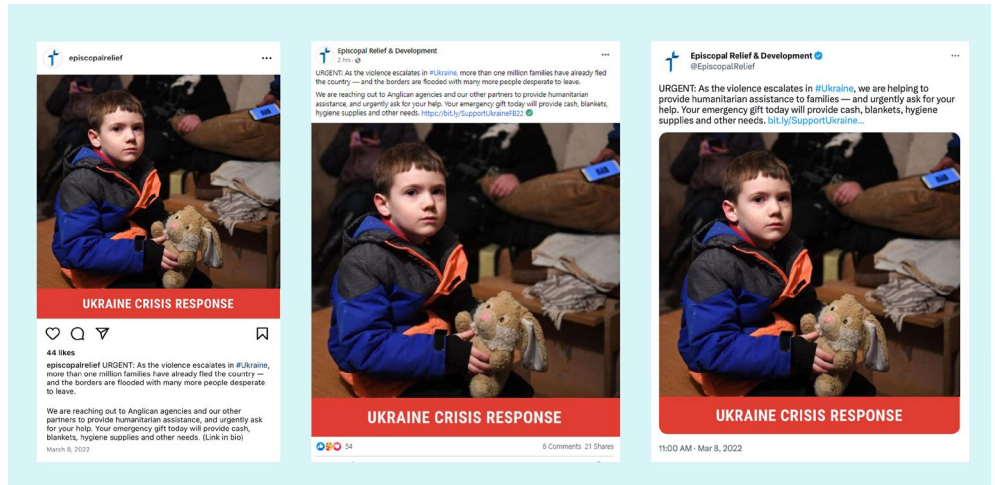 episcopalrelief
UKRAINE CRISIS RESPONSE
44 likes
episcopalrelief URGENT: As the violence escalates in #Ukraine,
more than one million families have already fled the country —
and the borders are flooded with many more people desperate
to leave.
We are reaching out to Anglican agencies and our other
partners to provide humanitarian assistance, and urgently ask
for your help. Your emergency gift today will provide cash,
blankets, hygiene supplies and other needs. (Link in bio)
March 8, 2022
Episcopal Relief & Development
2 hrs ·
URGENT: As the violence escalates in #Ukraine, more than one million families have already fled
the country — and the borders are flooded with many more people desperate to leave.
We are reaching out to Anglican agencies and our other partners to provide humanitarian
assistance, and urgently ask for your help. Your emergency gift today will provide cash, blankets,
hygiene supplies and other needs. https://bit.ly/SupportUkraineFB22
UKRAINE CRISIS RESPONSE
54
6 Comments 21 Shares
Episcopal Relief & Development
@EpiscopalRelief
URGENT: As the violence escalates in #Ukraine, we are helping to
provide humanitarian assistance to families — and urgently ask for your
help. Your emergency gift today will provide cash, blankets, hygiene
supplies and other needs. bit.ly/SupportUkraine...
UKRAINE CRISIS RESPONSE
11:00 AM · Mar 8, 2022